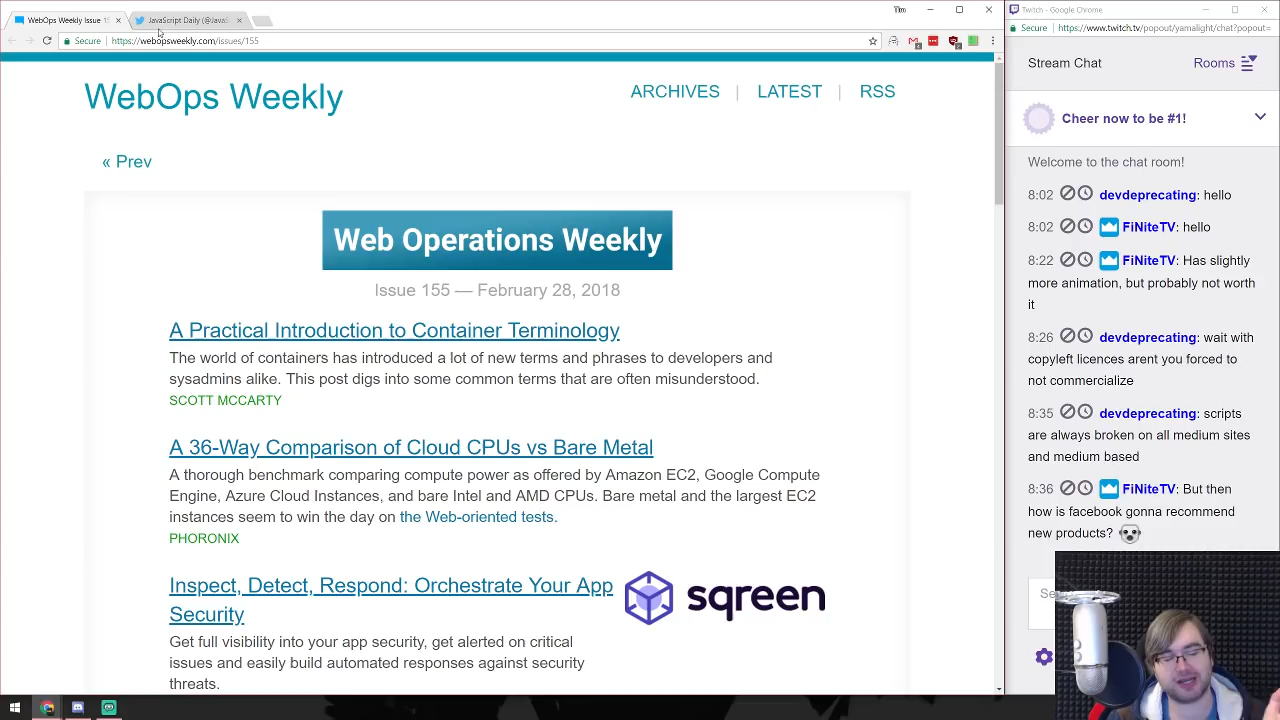 WebOps Weekly Issue 15
JavaScript Daily (@JavaS
Tim
Secure
https://webopsweekly.com/issues/155
WebOps Weekly
ARCHIVES | LATEST | RSS
« Prev
Web Operations Weekly
Issue 155 — February 28, 2018
A Practical Introduction to Container Terminology
The world of containers has introduced a lot of new terms and phrases to developers and
sysadmins alike. This post digs into some common terms that are often misunderstood.
SCOTT MCCARTY
A 36-Way Comparison of Cloud CPUs vs Bare Metal
A thorough benchmark comparing compute power as offered by Amazon EC2, Google Compute
Engine, Azure Cloud Instances, and bare Intel and AMD CPUs. Bare metal and the largest EC2
instances seem to win the day on the Web-oriented tests.
PHORONIX
Inspect, Detect, Respond: Orchestrate Your App
Security
sqreen
Get full visibility into your app security, get alerted on critical
issues and easily build automated responses against security
threats.
Twitch - Google Chrome
Secure
https://www.twitch.tv/popout/yamalight/chat?popout=
Stream Chat
Rooms
Cheer now to be #1!
Welcome to the chat room!
8:02 devdeprecating: hello
8:02 FiNiteTV: hello
8:22 FiNiteTV: Has slightly
more animation, but probably not worth
it
8:26 devdeprecating: wait with
copyleft licences arent you forced to
not commercialize
8:35 devdeprecating: scripts
are always broken on all medium sites
and medium based
8:36 FiNiteTV: But then
how is facebook gonna recommend
new products?